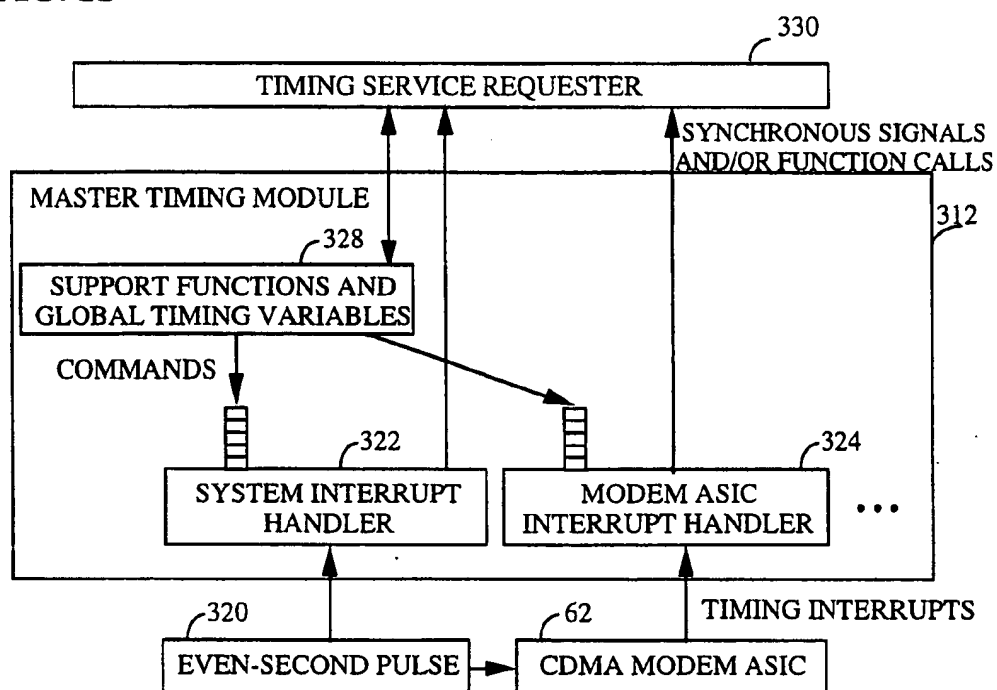 330
TIMING SERVICE REQUESTER
SYNCHRONOUS SIGNALS
AND/OR FUNCTION CALLS
MASTER TIMING MODULE
312
328
SUPPORT FUNCTIONS AND
GLOBAL TIMING VARIABLES
COMMANDS
322
SYSTEM INTERRUPT
HANDLER
324
MODEM ASIC
INTERRUPT HANDLER
•••
TIMING INTERRUPTS
320
EVEN-SECOND PULSE
62
CDMA MODEM ASIC